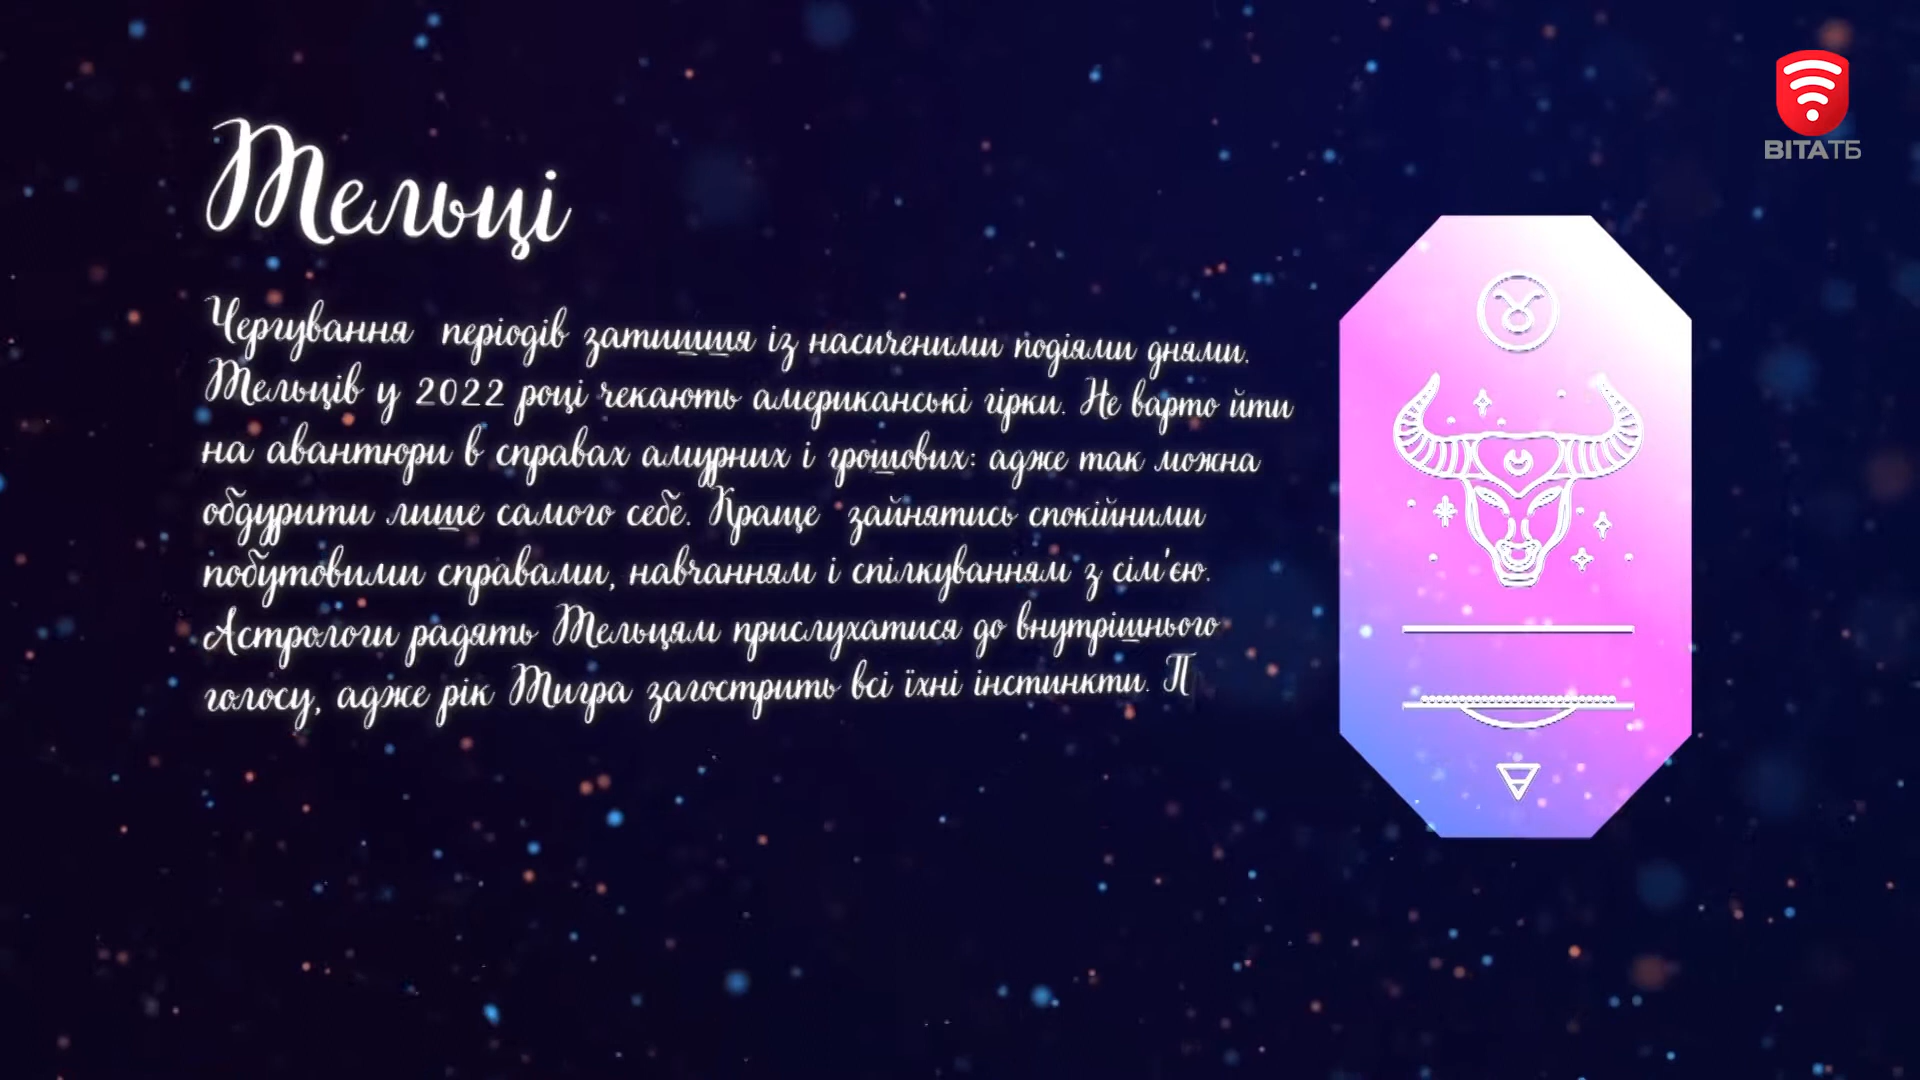 ВІТАТБ
Тельці
Чергування періодів затишшя із насиченими подіями днями.
Тельців у 2022 році чекають американські гірки. Не варто йти
на авантюри в справах амурних і грошових: адже так можна
обдурити лише самого себе. Краще зайнятись спокійними
побутовими справами, навчанням і спілкуванням з сім'єю.
Астрологи радять Тельцям прислухатися до внутрішнього
голосу, адже рік Тигра загострить всі їхні інстинкти. П